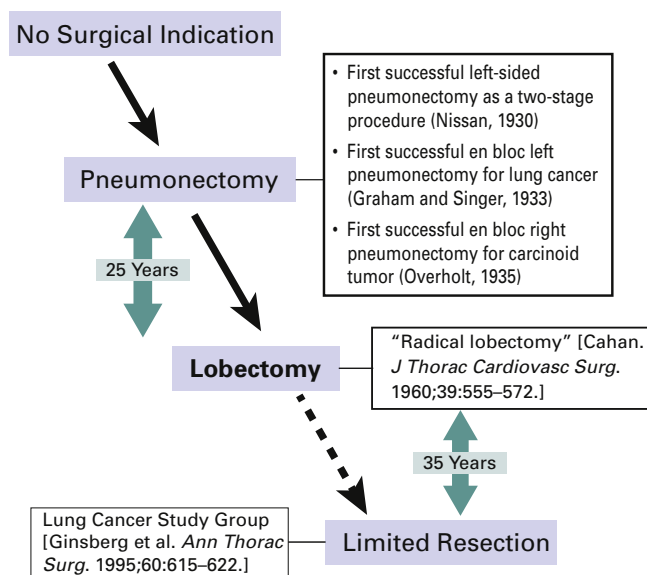 No Surgical Indication
• First successful left-sided
pneumonectomy as a two-stage
procedure (Nissan, 1930)
• First successful en bloc left
pneumonectomy for lung cancer
(Graham and Singer, 1933)
• First successful en bloc right
pneumonectomy for carcinoid
tumor (Overholt, 1935)
Pneumonectomy
25 Years
"Radical lobectomy" [Cahan.
J Thorac Cardiovasc Surg.
1960;39:555–572.]
Lobectomy
35 Years
Lung Cancer Study Group
[Ginsberg et al. Ann Thorac
Surg. 1995;60:615–622.]
Limited Resection